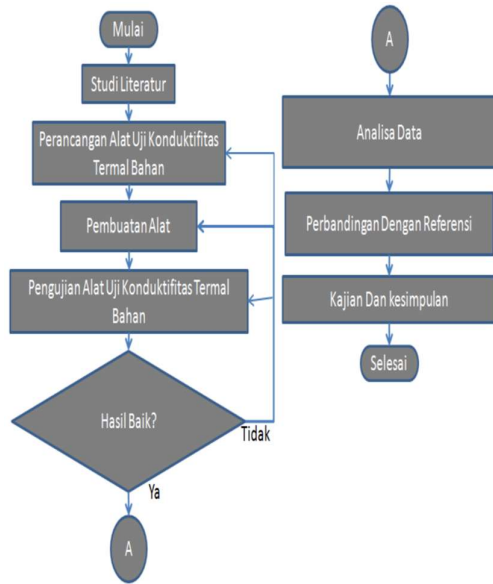 Mulai
Studi Literatur
Perancangan Alat Uji Konduktifitas
Termal Bahan
Pembuatan Alat
Pengujian Alat Uji Konduktifitas Termal
Bahan
Hasil Baik?
Tidak
Ya
A
A
Analisa Data
Perbandingan Dengan Referensi
Kajian Dan kesimpulan
Selesai